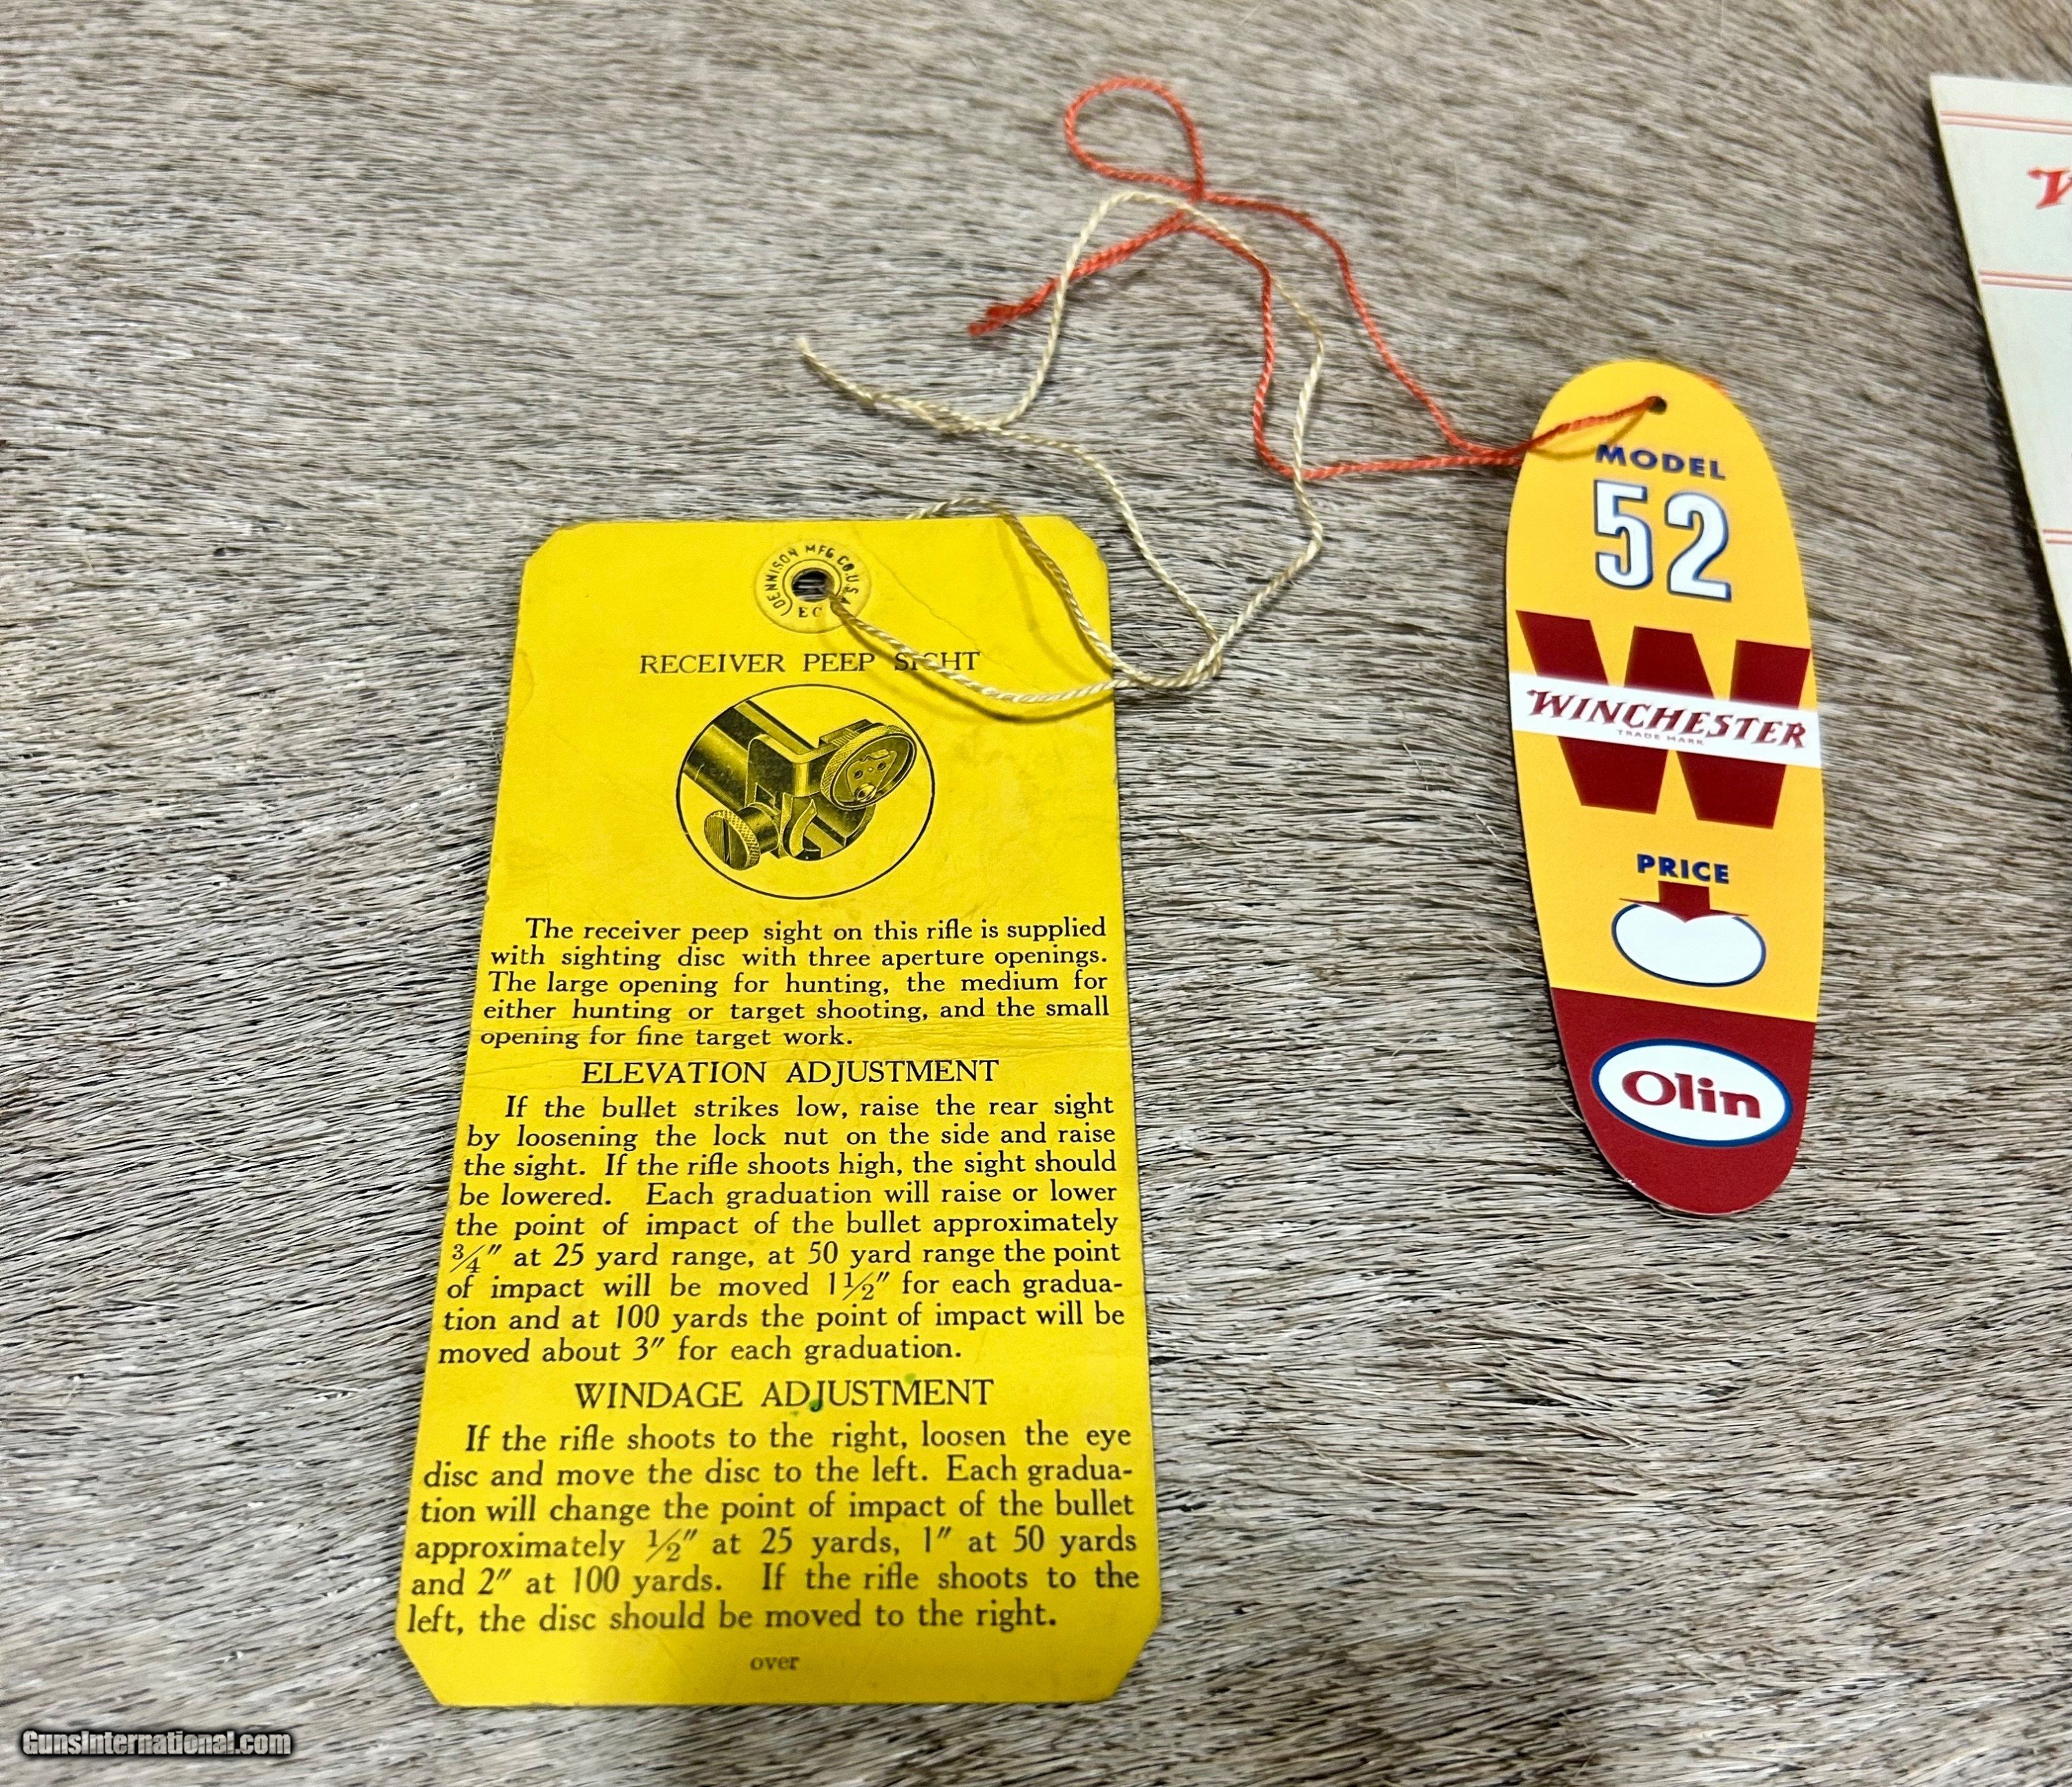 DENNISON MFG CO. U.S.A
EC
RECEIVER PEEP SIGHT
The receiver peep sight on this rifle is supplied
with sighting disc with three aperture openings.
The large opening for hunting, the medium for
either hunting or target shooting, and the small
opening for fine target work.
ELEVATION ADJUSTMENT
If the bullet strikes low, raise the rear sight
by loosening the lock nut on the side and raise
the sight. If the rifle shoots high, the sight should
be lowered. Each graduation will raise or lower
the point of impact of the bullet approximately
¾″ at 25 yard range, at 50 yard range the point
of impact will be moved 1½″ for each gradua-
tion and at 100 yards the point of impact will be
moved about 3″ for each graduation.
WINDAGE ADJUSTMENT
If the rifle shoots to the right, loosen the eye
disc and move the disc to the left. Each gradua-
tion will change the point of impact of the bullet
approximately ½″ at 25 yards, 1″ at 50 yards
and 2″ at 100 yards. If the rifle shoots to the
left, the disc should be moved to the right.
over
MODEL
52
W
WINCHESTER
TRADE MARK
PRICE
Olin
GunsInternational.com